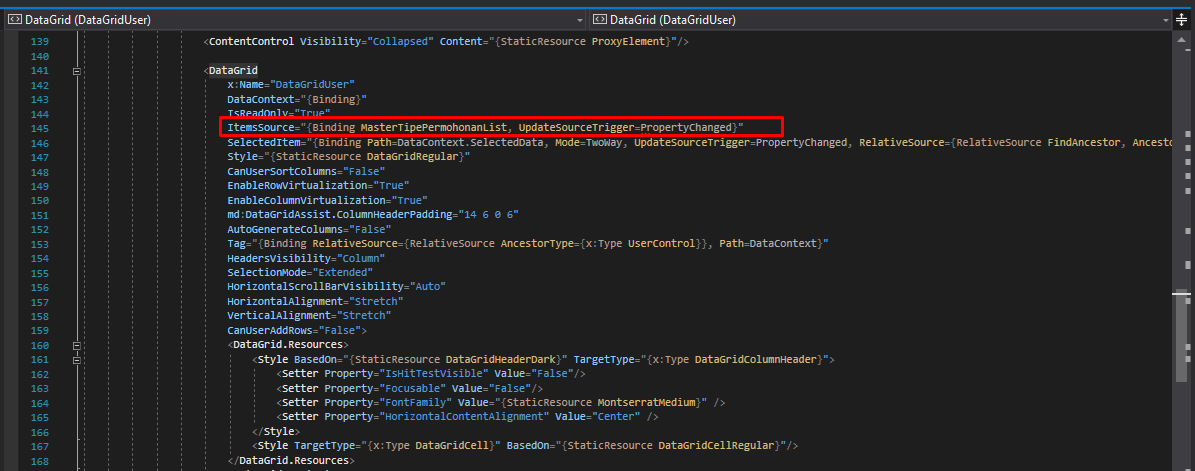 DataGrid (DataGridUser) DataGrid (DataGridUser)
139 <ContentControl Visibility="Collapsed" Content="{StaticResource ProxyElement}"/>
140
141 <DataGrid
142 x:Name="DataGridUser"
143 DataContext="{Binding}"
144 IsReadOnly="True"
145 ItemsSource="{Binding MasterTipePermohonanList, UpdateSourceTrigger=PropertyChanged}"
146 SelectedItem="{Binding Path=DataContext.SelectedData, Mode=TwoWay, UpdateSourceTrigger=PropertyChanged, RelativeSource={RelativeSource FindAncestor, Ancesto
147 Style="{StaticResource DataGridRegular}"
148 CanUserSortColumns="False"
149 EnableRowVirtualization="True"
150 EnableColumnVirtualization="True"
151 md:DataGridAssist.ColumnHeaderPadding="14 6 0 6"
152 AutoGenerateColumns="False"
153 Tag="{Binding RelativeSource={RelativeSource AncestorType={x:Type UserControl}}, Path=DataContext}"
154 HeadersVisibility="Column"
155 SelectionMode="Extended"
156 HorizontalScrollBarVisibility="Auto"
157 HorizontalAlignment="Stretch"
158 VerticalAlignment="Stretch"
159 CanUserAddRows="False">
160 <DataGrid.Resources>
161 <Style BasedOn="{StaticResource DataGridHeaderDark}" TargetType="{x:Type DataGridColumnHeader}">
162 <Setter Property="IsHitTestVisible" Value="False"/>
163 <Setter Property="Focusable" Value="False"/>
164 <Setter Property="FontFamily" Value="{StaticResource MontserratMedium}" />
165 <Setter Property="HorizontalContentAlignment" Value="Center" />
166 </Style>
167 <Style TargetType="{x:Type DataGridCell}" BasedOn="{StaticResource DataGridCellRegular}"/>
168 </DataGrid.Resources>